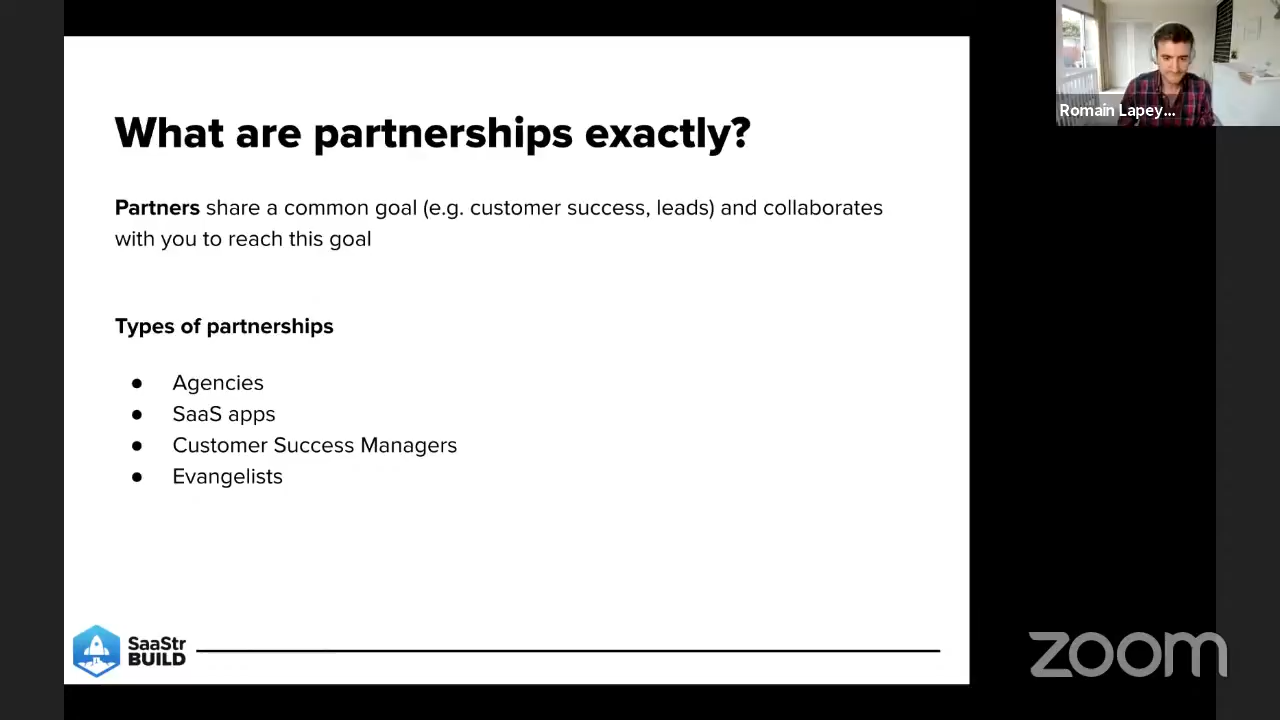 What are partnerships exactly?
Partners share a common goal (e.g. customer success, leads) and collaborates
with you to reach this goal
Types of partnerships
● Agencies
● SaaS apps
● Customer Success Managers
● Evangelists
SaaStr
BUILD
Romain Lapey...
zoom